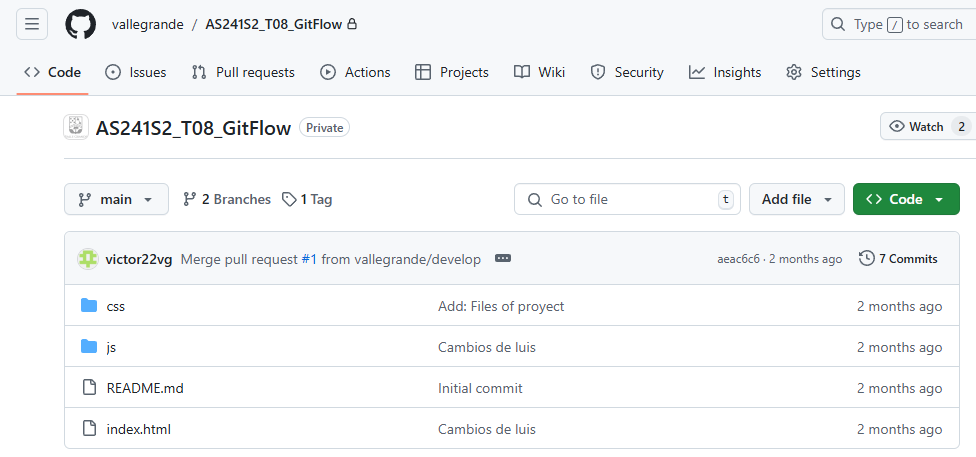 vallegrande / AS241S2_T08_GitFlow Type / to search
Code Issues Pull requests Actions Projects Wiki Security Insights Settings
AS241S2_T08_GitFlow Private Watch 2
main 2 Branches 1 Tag Go to file t Add file Code
victor22vg Merge pull request #1 from vallegrande/develop aeac6c6 · 2 months ago 7 Commits
css Add: Files of proyect 2 months ago
js Cambios de luis 2 months ago
README.md Initial commit 2 months ago
index.html Cambios de luis 2 months ago